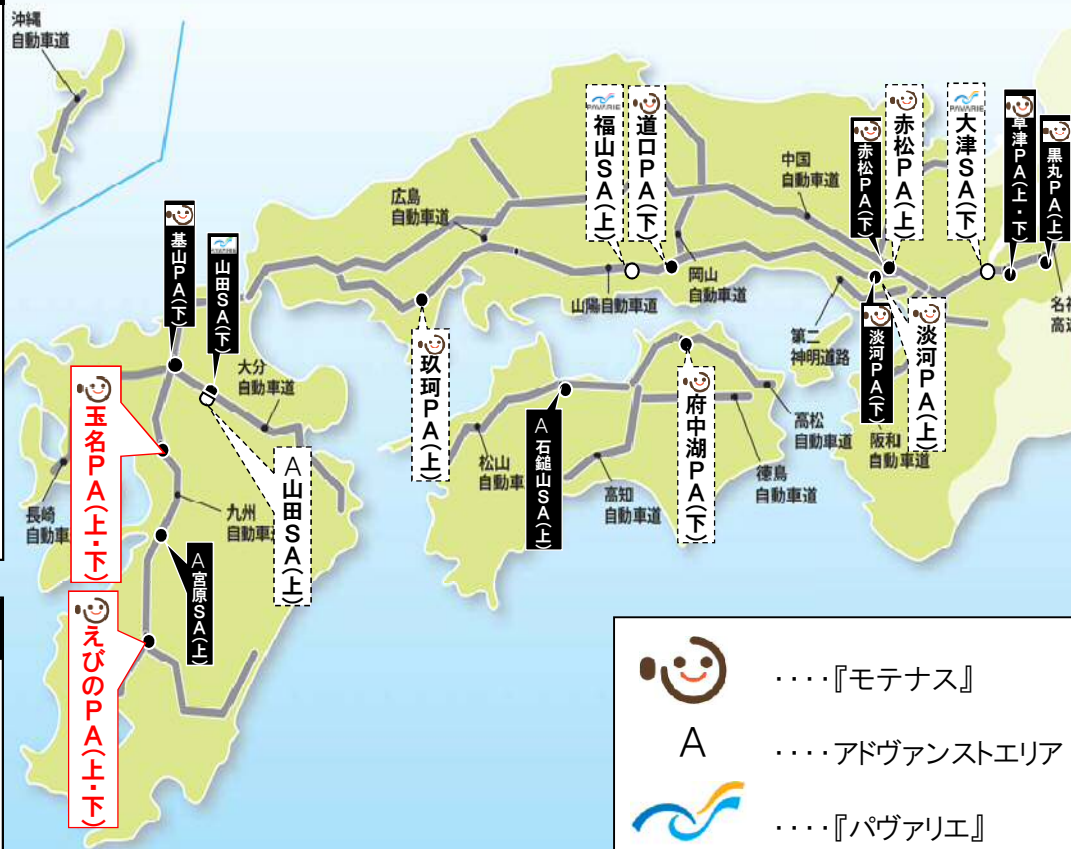 沖縄
自動車道
広島
自動車道
中国
自動車道
岡山
自動車道
山陽自動車道
第二
神明道路
名神
高速
大分
自動車道
松山
自動車
高知
自動車道
徳島
自動車道
高松
自動車道
阪和
自動車道
長崎
自動車
九州
自動車道
PAVARIE
福山SA(上)
道口PA(下)
赤松PA(下)
赤松PA(上)
PAVARIE
大津SA(下)
草津PA(上・下)
黒丸PA(上)
基山PA(下)
山田SA(下)
玖珂PA(上)
A 石鎚山SA(上)
府中湖PA(下)
淡河PA(下)
淡河PA(上)
玉名PA(上・下)
A山田SA(上)
A宮原SA(上)
えびのPA(上・下)
････『モテナス』
A ････アドヴァンストエリア
････『パヴァリエ』